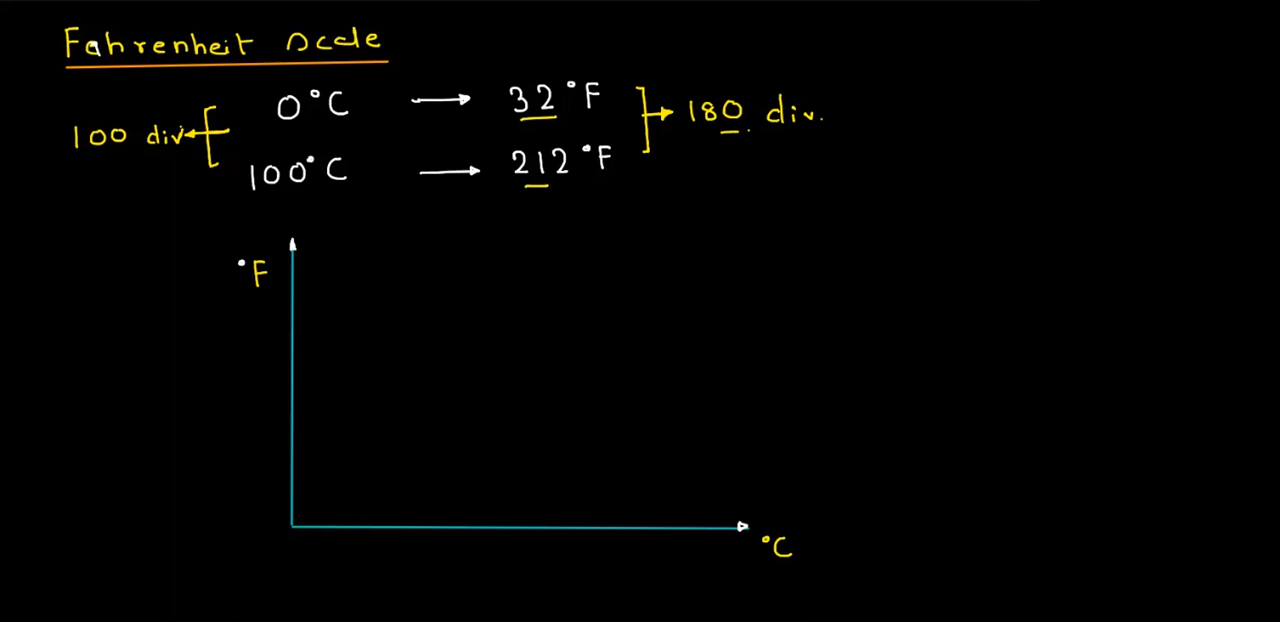 Fahrenheit scale
0°C → 32°F
100 div 180 div.
100°C → 212°F
°F
°C